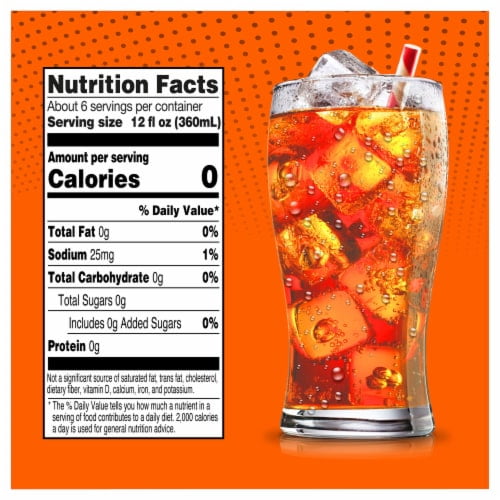 Nutrition Facts
About 6 servings per container
Serving size 12 fl oz (360mL)
Amount per serving
Calories 0
% Daily Value*
Total Fat 0g 0%
Sodium 25mg 1%
Total Carbohydrate 0g 0%
Total Sugars 0g
Includes 0g Added Sugars 0%
Protein 0g
Not a significant source of saturated fat, trans fat, cholesterol,
dietary fiber, vitamin D, calcium, iron, and potassium.
* The % Daily Value tells you how much a nutrient in a
serving of food contributes to a daily diet. 2,000 calories
a day is used for general nutrition advice.